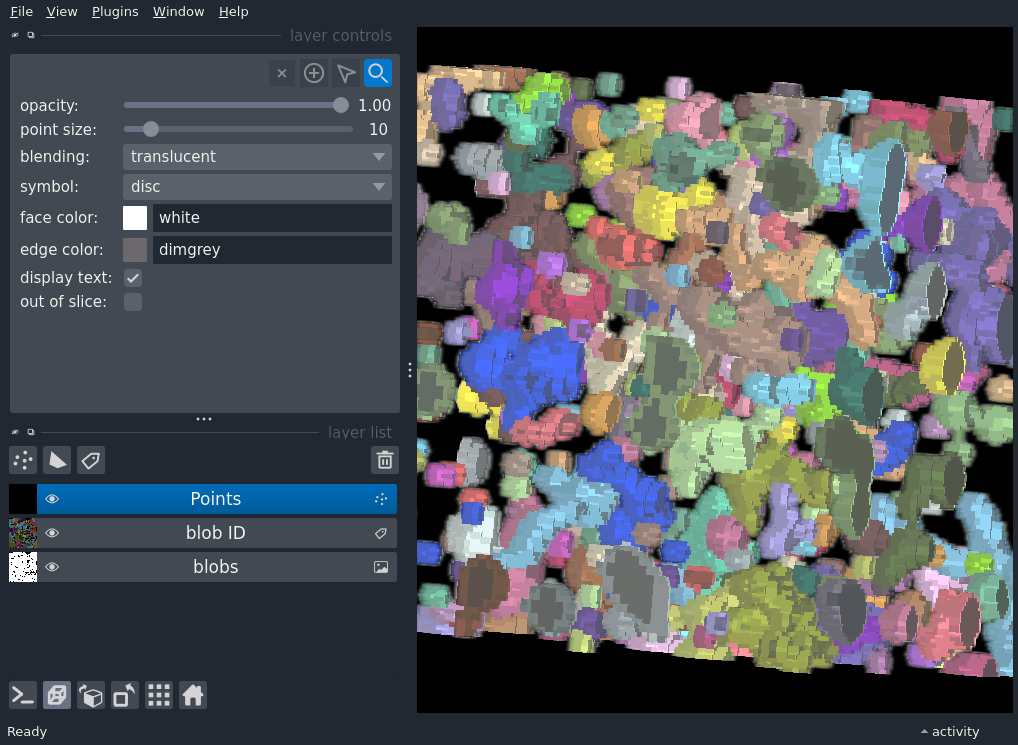 File View Plugins Window Help
layer controls
opacity: 1.00
point size: 10
blending: translucent
symbol: disc
face color: white
edge color: dimgrey
display text:
out of slice:
layer list
Points
blob ID
blobs
Ready activity